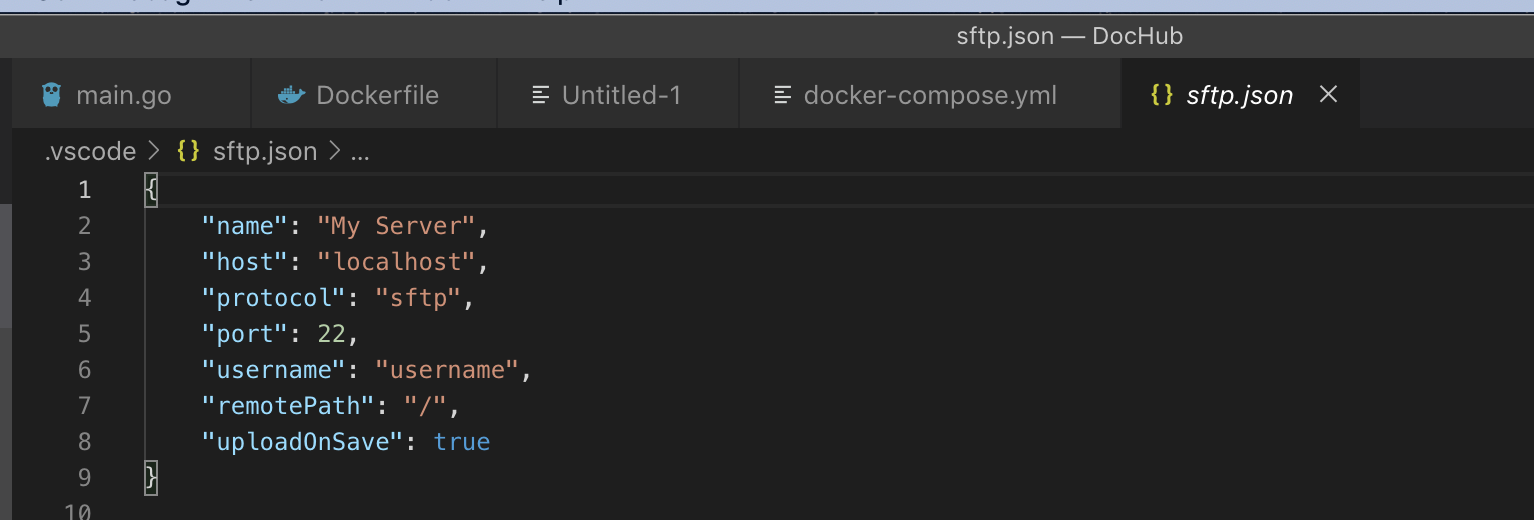 sftp.json — DocHub
main.go
Dockerfile
Untitled-1
docker-compose.yml
{} sftp.json
.vscode > {} sftp.json > ...
1 {
2 "name": "My Server",
3 "host": "localhost",
4 "protocol": "sftp",
5 "port": 22,
6 "username": "username",
7 "remotePath": "/",
8 "uploadOnSave": true
9 }
10